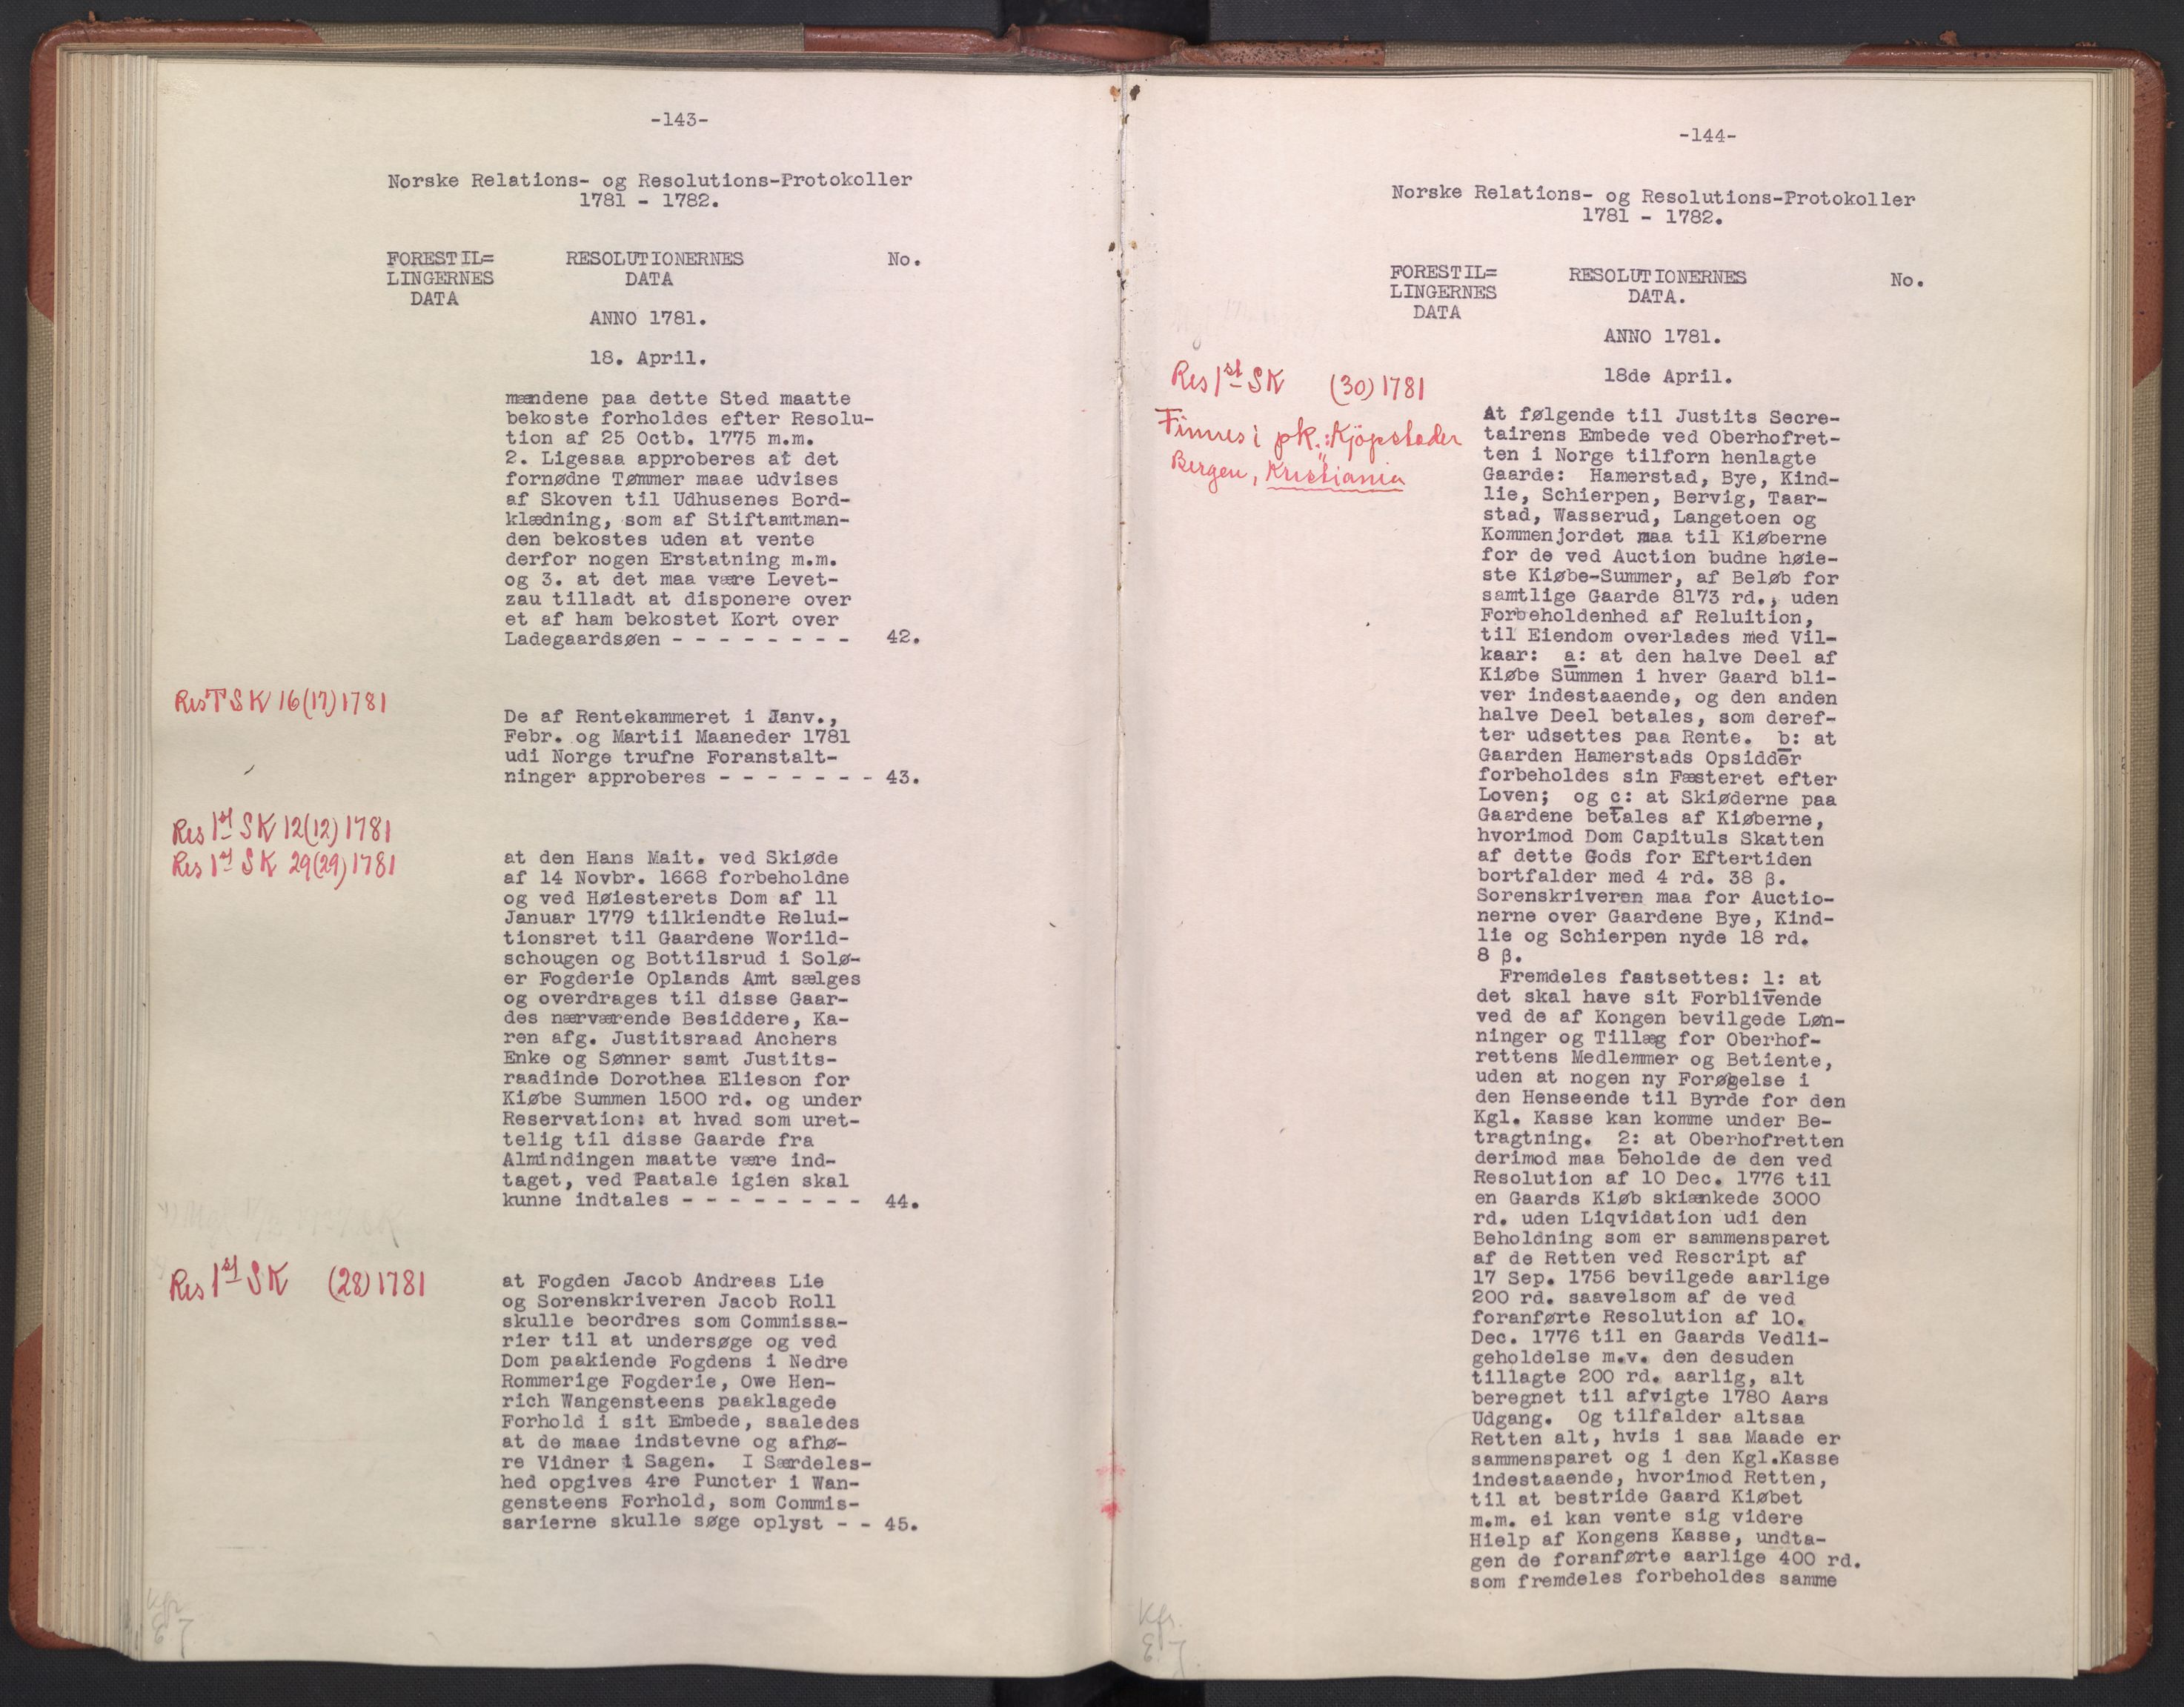 -143-
Norske Relations- og Resolutions-Protokoller
1781 - 1782.
FORESTIL= RESOLUTIONERNES No.
LINGERNES DATA
DATA
ANNO 1781.
18. April.
mændene paa dette Sted maatte
bekoste forholdes efter Resolu-
tion af 25 Octb. 1775 m.m.
2. Ligesaa approberes at det
fornødne Tømmer maae udvises
af Skoven til Udhusenes Bord-
klædning, som af Stiftamtman-
den bekostes uden at vente
derfor nogen Erstatning m.m.
og 3. at det maa være Levet-
zau tilladt at disponere over
et af ham bekostet Kort over
Ladegaardsøen - - - - - - - - 42.
Res T SK 16(17)1781
De af Rentekammeret i Janv.,
Febr. og Martii Maaneder 1781
udi Norge trufne Foranstalt-
ninger approberes - - - - - - - 43.
Res 1st SK 12(12)1781
Res 1st SK 29(29)1781
at den Hans Mait. ved Skiøde
af 14 Novbr. 1668 forbeholdne
og ved Høiesterets Dom af 11
Januar 1779 tilkiendte Relui-
tionsret til Gaardene Worild-
schougen og Bottilsrud i Solø-
er Fogderie Oplands Amt sælges
og overdrages til disse Gaar-
des nærværende Besiddere, Ka-
ren afg. Justitsraad Anchers
Enke og Sønner samt Justits-
raadinde Dorothea Elieson for
Kiøbe Summen 1500 rd. og under
Reservation: at hvad som uret-
telig til disse Gaarde fra
Almindingen maatte være ind-
taget, ved Paatale igien skal
kunne indtales - - - - - - - - 44.
Res 1st SK (28)1781
at Fogden Jacob Andreas Lie
og Sorenskriveren Jacob Roll
skulle beordres som Commissa-
rier til at undersøge og ved
Dom paakiende Fogdens i Nedre
Rommerige Fogderie, Owe Hen-
rich Wangensteens paaklagede
Forhold i sit Embede, saaledes
at de maae indstevne og afhø-
re Vidner i Sagen. I Særdeles-
hed opgives 4re Puncter i Wan-
gensteens Forhold, som Commis-
sarierne skulle søge oplyst - - 45.
Kfr.
E.J.
-144-
Norske Relations- og Resolutions-Protokoller
1781 - 1782.
FORESTIL= RESOLUTIONERNES No.
LINGERNES DATA.
DATA
ANNO 1781.
18de April.
Res 1st SK (30)1781
Finnes i pk.: Kjöpstader
Bergen, Kristiania
At følgende til Justits Secre-
tairens Embede ved Oberhofret-
ten i Norge tilforn henlagte
Gaarde: Hamerstad, Bye, Kind-
lie, Schierpen, Bervig, Taar-
stad, Wasserud, Langetoen og
Kommenjordet maa til Kiøberne
for de ved Auction budne høie-
ste Kiøbe-Summer, af Beløb for
samtlige Gaarde 8173 rd., uden
Forbeholdenhed af Reluition,
til Eiendom overlades med Vil-
kaar: a: at den halve Deel af
Kiøbe Summen i hver Gaard bli-
ver indestaaende, og den anden
halve Deel betales, som deref-
ter udsettes paa Rente. b: at
Gaarden Hamerstads Opsidder
forbeholdes sin Fæsteret efter
Loven; og c: at Skiøderne paa
Gaardene betales af Kiøberne,
hvorimod Dom Capituls Skatten
af dette Gods for Eftertiden
bortfalder med 4 rd. 38 β.
Sorenskriveren maa for Auctio-
nerne over Gaardene Bye, Kind-
lie og Schierpen nyde 18 rd.
8 β.
Fremdeles fastsettes: 1: at
det skal have sit Forblivende
ved de af Kongen bevilgede Løn-
ninger og Tillæg for Oberhof-
rettens Medlemmer og Betiente,
uden at nogen ny Forøgelse i
den Henseende til Byrde for den
Kgl. Kasse kan komme under Be-
tragtning. 2: at Oberhofretten
derimod maa beholde de den ved
Resolution af 10 Dec. 1776 til
en Gaards Kiøb skiænkede 3000
rd. uden Liqvidation udi den
Beholdning som er sammensparet
af de Retten ved Rescript af
17 Sep. 1756 bevilgede aarlige
200 rd. saavelsom af de ved
foranførte Resolution af 10.
Dec. 1776 til en Gaards Vedli-
geholdelse m.v. den desuden
tillagte 200 rd. aarlig, alt
beregnet til afvigte 1780 Aars
Udgang. Og tilfalder altsaa
Retten alt, hvis i saa Maade er
sammensparet og i den Kgl.Kasse
indestaaende, hvorimod Retten,
til at bestride Gaard Kiøbet
m.m. ei kan vente sig videre
Hielp af Kongens Kasse, undta-
gen de foranførte aarlige 400 rd.
som fremdeles forbeholdes samme
Kfr.
E.J.